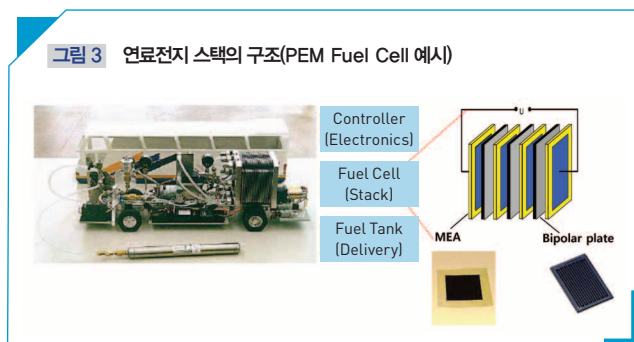 그림 3 연료전지 스택의 구조(PEM Fuel Cell 예시)
Controller
(Electronics)
Fuel Cell
(Stack)
Fuel Tank
(Delivery)
U
MEA
Bipolar plate